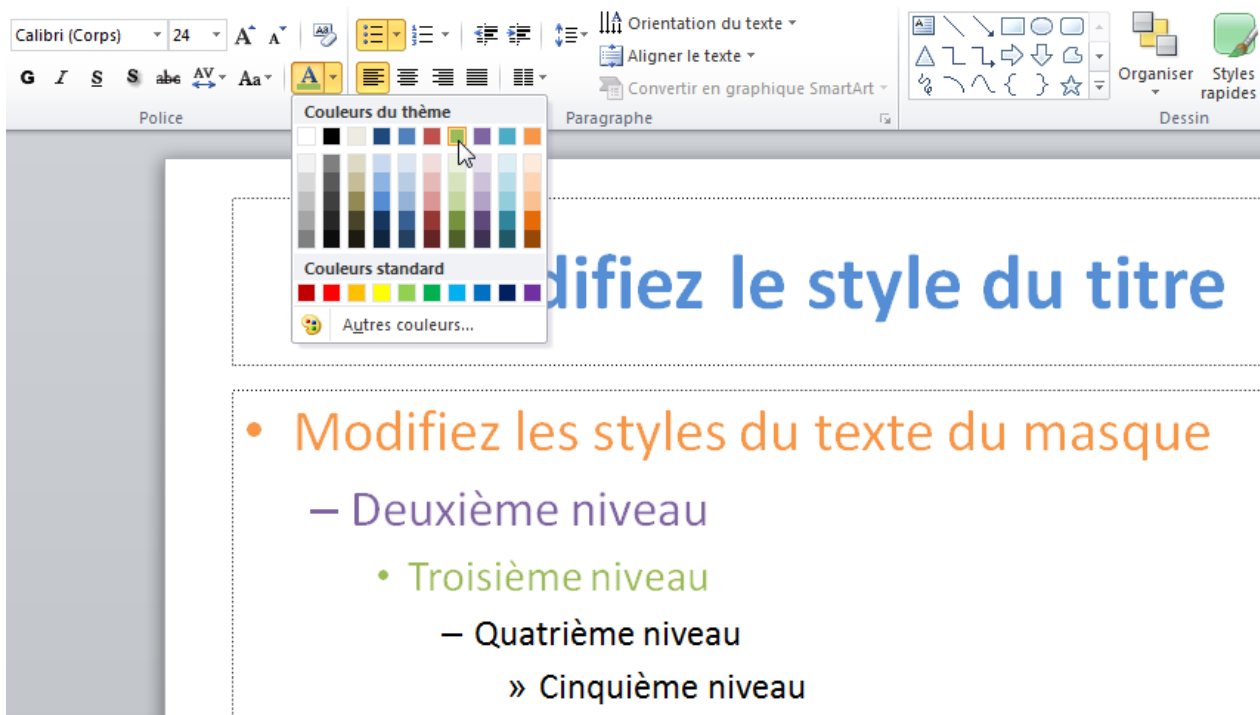 Calibri (Corps) 24 A A Aa Orientation du texte
Aligner le texte
G I S S abc AV Aa A Convertir en graphique SmartArt
Organiser Styles rapides
Police Paragraphe Dessin
Couleurs du thème
Couleurs standard
Autres couleurs...
difiez le style du titre
• Modifiez les styles du texte du masque
– Deuxième niveau
• Troisième niveau
– Quatrième niveau
» Cinquième niveau